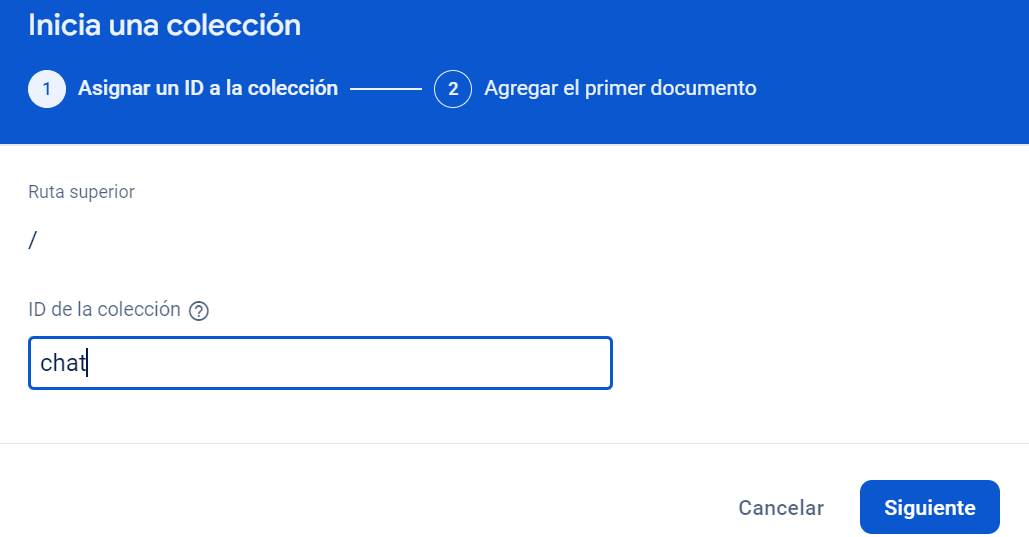 Inicia una colección
1 Asignar un ID a la colección 2 Agregar el primer documento
Ruta superior
/
ID de la colección ?
chat
Cancelar Siguiente